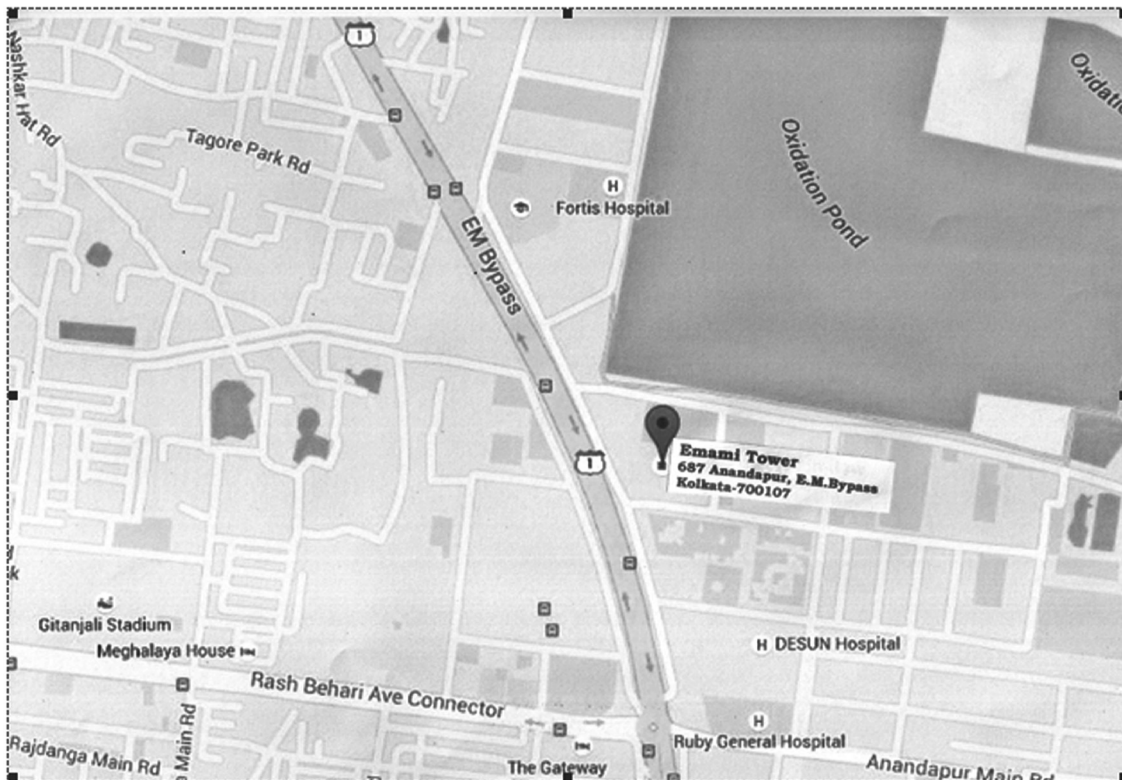 1
Nashkar Hat Rd
Tagore Park Rd
Oxidation Pond
H
Fortis Hospital
EM Bypass
1
Emami Tower
687 Anandapur, E.M.Bypass
Kolkata-700107
k
Gitanjali Stadium
Meghalaya House
H
DESUN Hospital
Rash Behari Ave Connector
H
Ruby General Hospital
Rajdanga Main Rd
Main Rd
The Gateway
Anandapur Main Rd